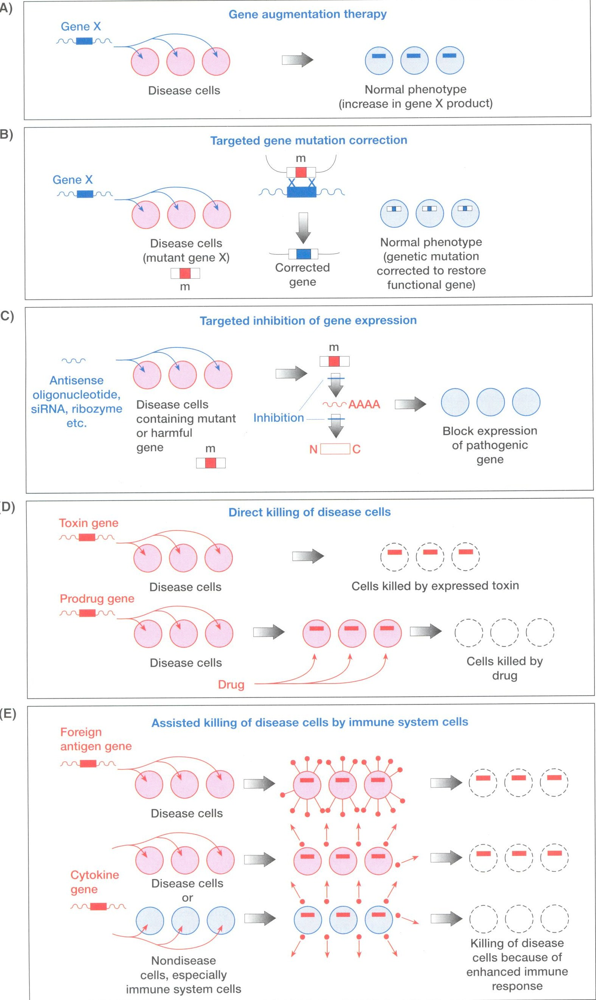 A)
Gene augmentation therapy
Gene X
Disease cells
Normal phenotype
(increase in gene X product)
B)
Targeted gene mutation correction
m
Gene X
X X
Disease cells
(mutant gene X)
m
Corrected
gene
Normal phenotype
(genetic mutation
corrected to restore
functional gene)
C)
Targeted inhibition of gene expression
m
Antisense
oligonucleotide,
siRNA, ribozyme
etc.
Disease cells
containing mutant
or harmful
gene
m
AAAA
Inhibition
N C
Block expression
of pathogenic
gene
(D)
Direct killing of disease cells
Toxin gene
Disease cells
Cells killed by expressed toxin
Prodrug gene
Disease cells
Drug
Cells killed by
drug
(E)
Assisted killing of disease cells by immune system cells
Foreign
antigen gene
Disease cells
Cytokine
gene
Disease cells
or
Nondisease
cells, especially
immune system cells
Killing of disease
cells because of
enhanced immune
response